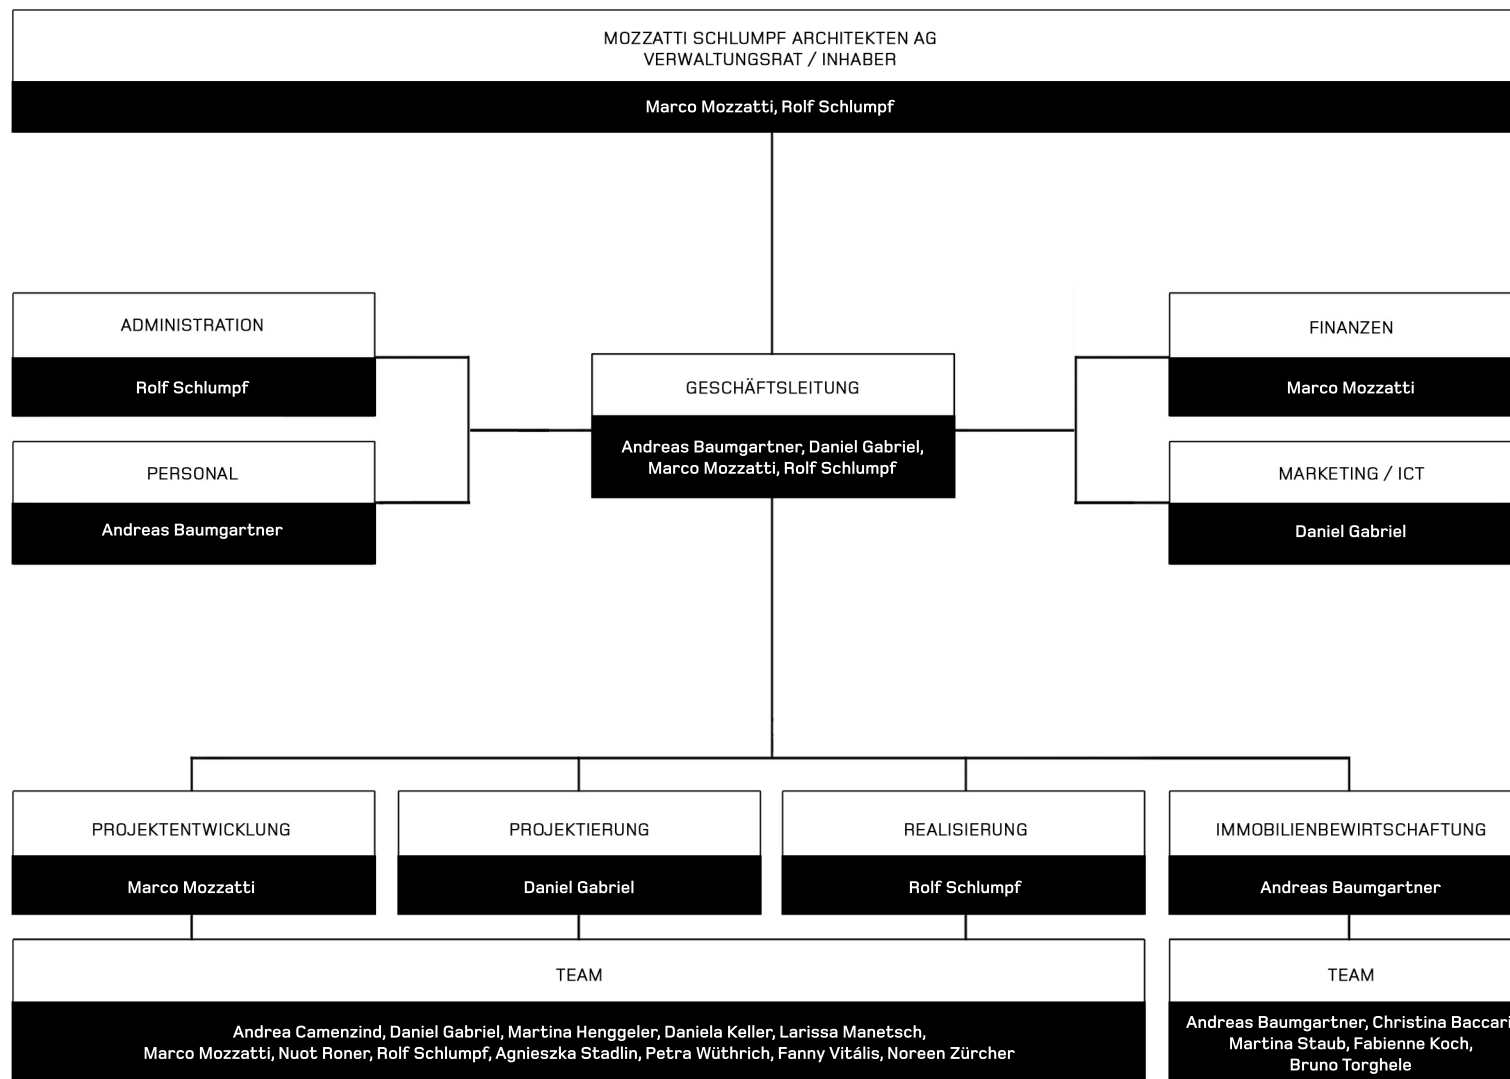 MOZZATTI SCHLUMPF ARCHITEKTEN AG
VERWALTUNGSRAT / INHABER
Marco Mozzatti, Rolf Schlumpf
ADMINISTRATION
Rolf Schlumpf
PERSONAL
Andreas Baumgartner
GESCHÄFTSLEITUNG
Andreas Baumgartner, Daniel Gabriel,
Marco Mozzatti, Rolf Schlumpf
FINANZEN
Marco Mozzatti
MARKETING / ICT
Daniel Gabriel
PROJEKTENTWICKLUNG
Marco Mozzatti
PROJEKTIERUNG
Daniel Gabriel
REALISIERUNG
Rolf Schlumpf
IMMOBILIENBEWIRTSCHAFTUNG
Andreas Baumgartner
TEAM
Andrea Camenzind, Daniel Gabriel, Martina Henggeler, Daniela Keller, Larissa Manetsch,
Marco Mozzatti, Nuot Roner, Rolf Schlumpf, Agnieszka Stadlin, Petra Wüthrich, Fanny Vitális, Noreen Zürcher
TEAM
Andreas Baumgartner, Christina Baccari
Martina Staub, Fabienne Koch,
Bruno Torghele